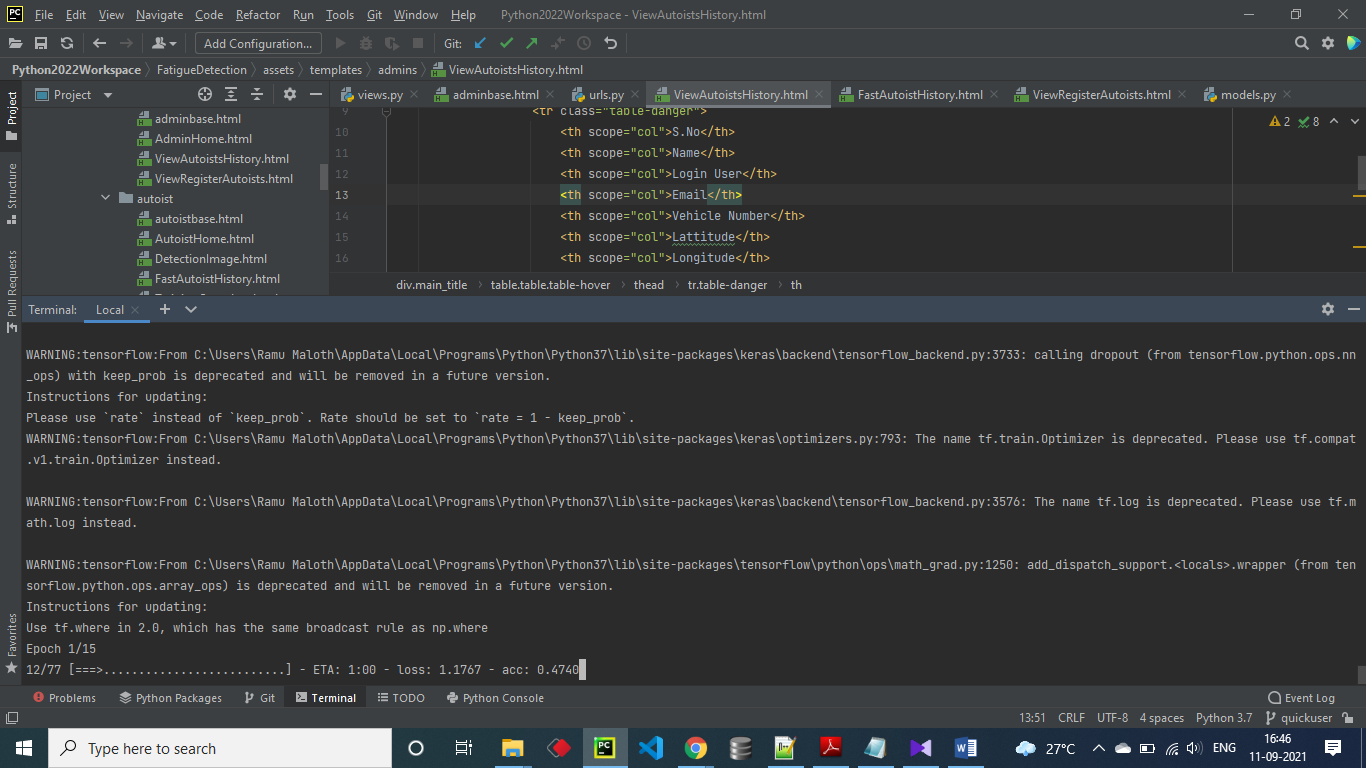 PC File Edit View Navigate Code Refactor Run Tools Git Window Help Python2022Workspace - ViewAutoistsHistory.html
Add Configuration... Git:
Python2022Workspace FatigueDetection assets templates admins ViewAutoistsHistory.html
Project views.py adminbase.html urls.py ViewAutoistsHistory.html FastAutoistHistory.html ViewRegisterAutoists.html models.py
Project
Structure
Pull Requests
Favorites
adminbase.html
AdminHome.html
ViewAutoistsHistory.html
ViewRegisterAutoists.html
autoist
autoistbase.html
AutoistHome.html
DetectionImage.html
FastAutoistHistory.html
9 <tr class="table-danger">
10 <th scope="col">S.No</th>
11 <th scope="col">Name</th>
12 <th scope="col">Login User</th>
13 <th scope="col">Email</th>
14 <th scope="col">Vehicle Number</th>
15 <th scope="col">Lattitude</th>
16 <th scope="col">Longitude</th>
2 8
div.main_title table.table.table-hover thead tr.table-danger th
Terminal: Local
WARNING:tensorflow:From C:\Users\Ramu Maloth\AppData\Local\Programs\Python\Python37\lib\site-packages\keras\backend\tensorflow_backend.py:3733: calling dropout (from tensorflow.python.ops.nn
_ops) with keep_prob is deprecated and will be removed in a future version.
Instructions for updating:
Please use `rate` instead of `keep_prob`. Rate should be set to `rate = 1 - keep_prob`.
WARNING:tensorflow:From C:\Users\Ramu Maloth\AppData\Local\Programs\Python\Python37\lib\site-packages\keras\optimizers.py:793: The name tf.train.Optimizer is deprecated. Please use tf.compat
.v1.train.Optimizer instead.
WARNING:tensorflow:From C:\Users\Ramu Maloth\AppData\Local\Programs\Python\Python37\lib\site-packages\keras\backend\tensorflow_backend.py:3576: The name tf.log is deprecated. Please use tf.m
ath.log instead.
WARNING:tensorflow:From C:\Users\Ramu Maloth\AppData\Local\Programs\Python\Python37\lib\site-packages\tensorflow\python\ops\math_grad.py:1250: add_dispatch_support.<locals>.wrapper (from ten
sorflow.python.ops.array_ops) is deprecated and will be removed in a future version.
Instructions for updating:
Use tf.where in 2.0, which has the same broadcast rule as np.where
Epoch 1/15
12/77 [===>..........................] - ETA: 1:00 - loss: 1.1767 - acc: 0.4740
Problems Python Packages Git Terminal TODO Python Console Event Log
13:51 CRLF UTF-8 4 spaces Python 3.7 quickuser
Type here to search PC W 27°C ENG 16:46
11-09-2021